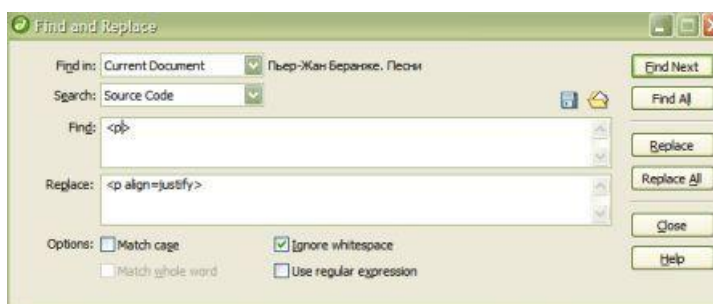 Find and Replace
Find in: Current Document Пьер-Жан Беранже. Песни
Find Next
Search: Source Code
Find All
Find: <p>
Replace
Replace: <p align=justify>
Replace All
Close
Options: Match case Ignore whitespace
Help
Match whole word Use regular expression